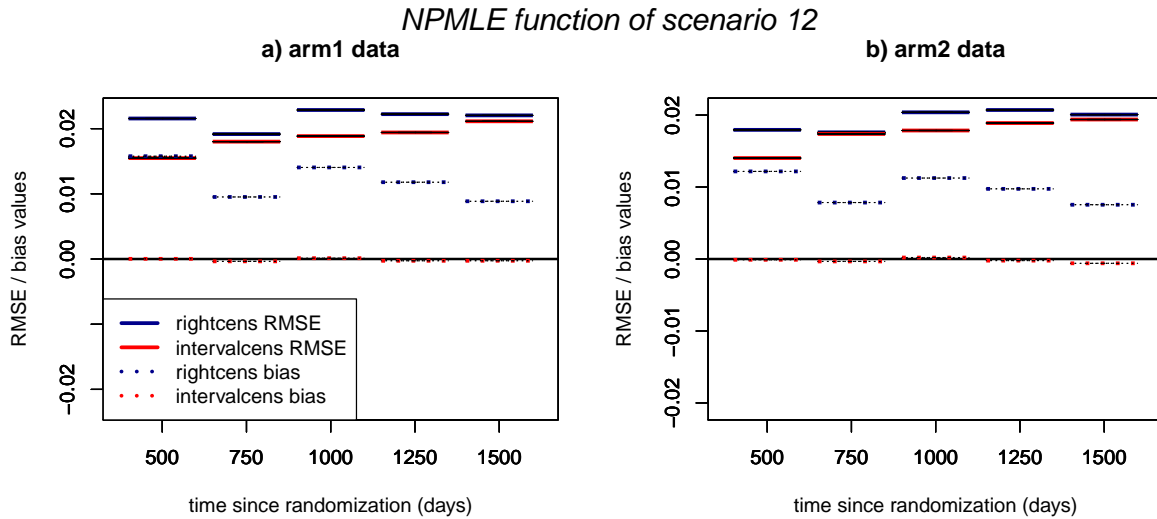 NPMLE function of scenario 12
a) arm1 data
RMSE / bias values
0.02
0.01
0.00
−0.02
rightcens RMSE
intervalcens RMSE
rightcens bias
intervalcens bias
500 750 1000 1250 1500
time since randomization (days)
b) arm2 data
RMSE / bias values
0.02
0.01
0.00
−0.01
−0.02
500 750 1000 1250 1500
time since randomization (days)